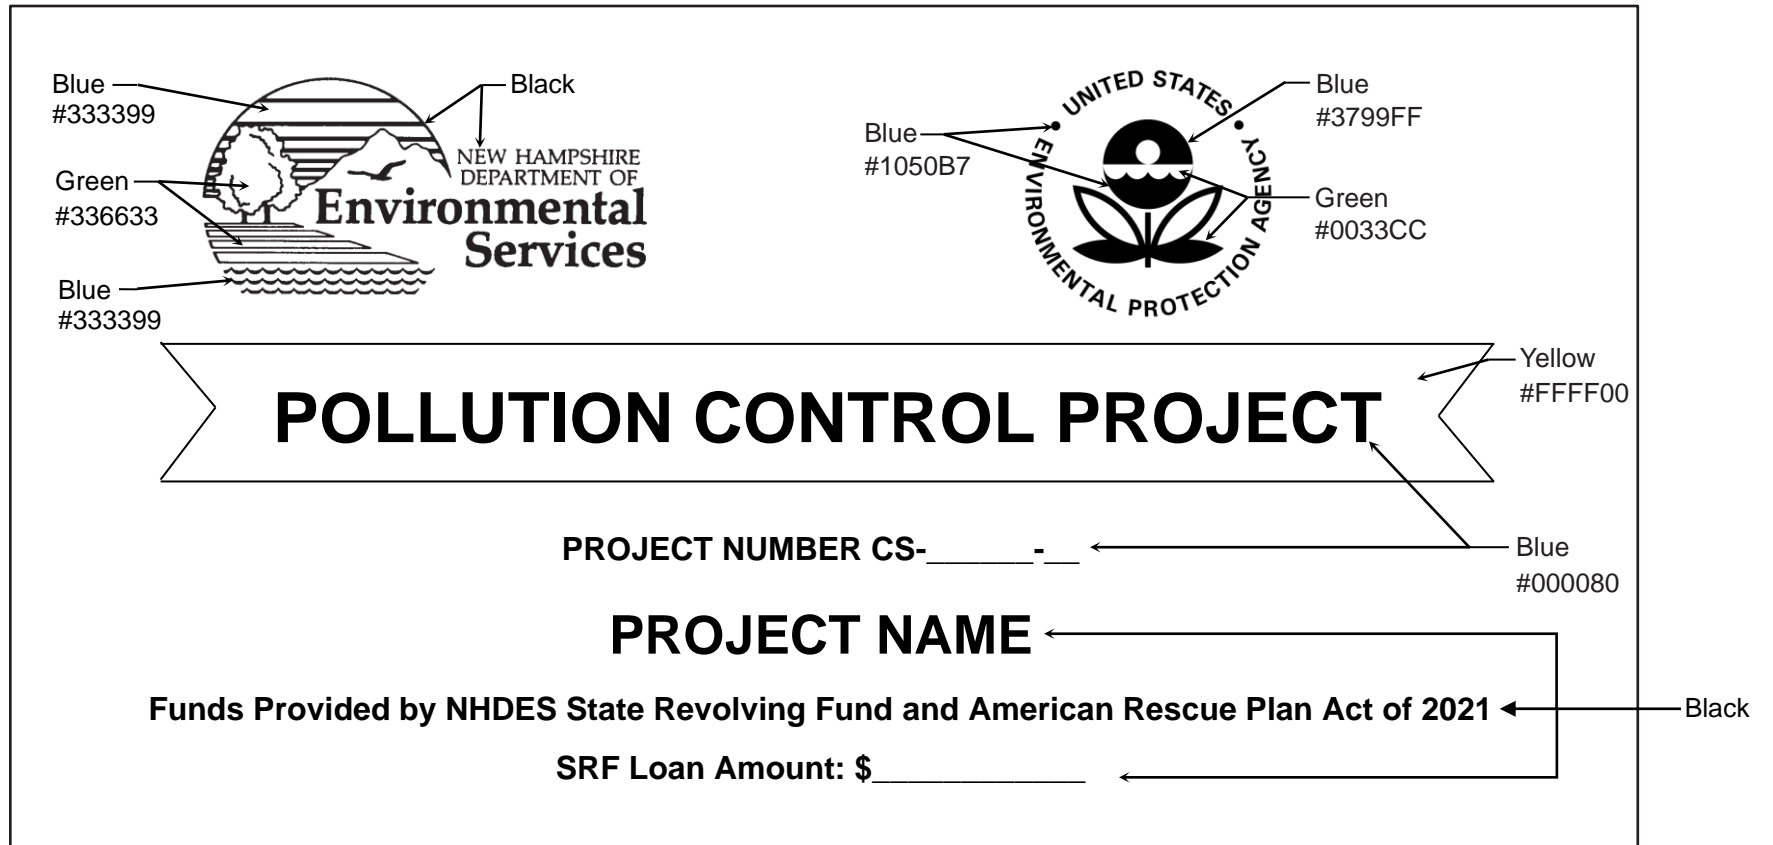 Blue
#333399
Black
Green
#336633
Blue
#333399
NEW HAMPSHIRE
DEPARTMENT OF
Environmental
Services
Blue
#1050B7
UNITED STATES • ENVIRONMENTAL PROTECTION AGENCY •
Blue
#3799FF
Green
#0033CC
POLLUTION CONTROL PROJECT
Yellow
#FFFF00
PROJECT NUMBER CS-______-__
Blue
#000080
PROJECT NAME
Funds Provided by NHDES State Revolving Fund and American Rescue Plan Act of 2021
Black
SRF Loan Amount: $____________